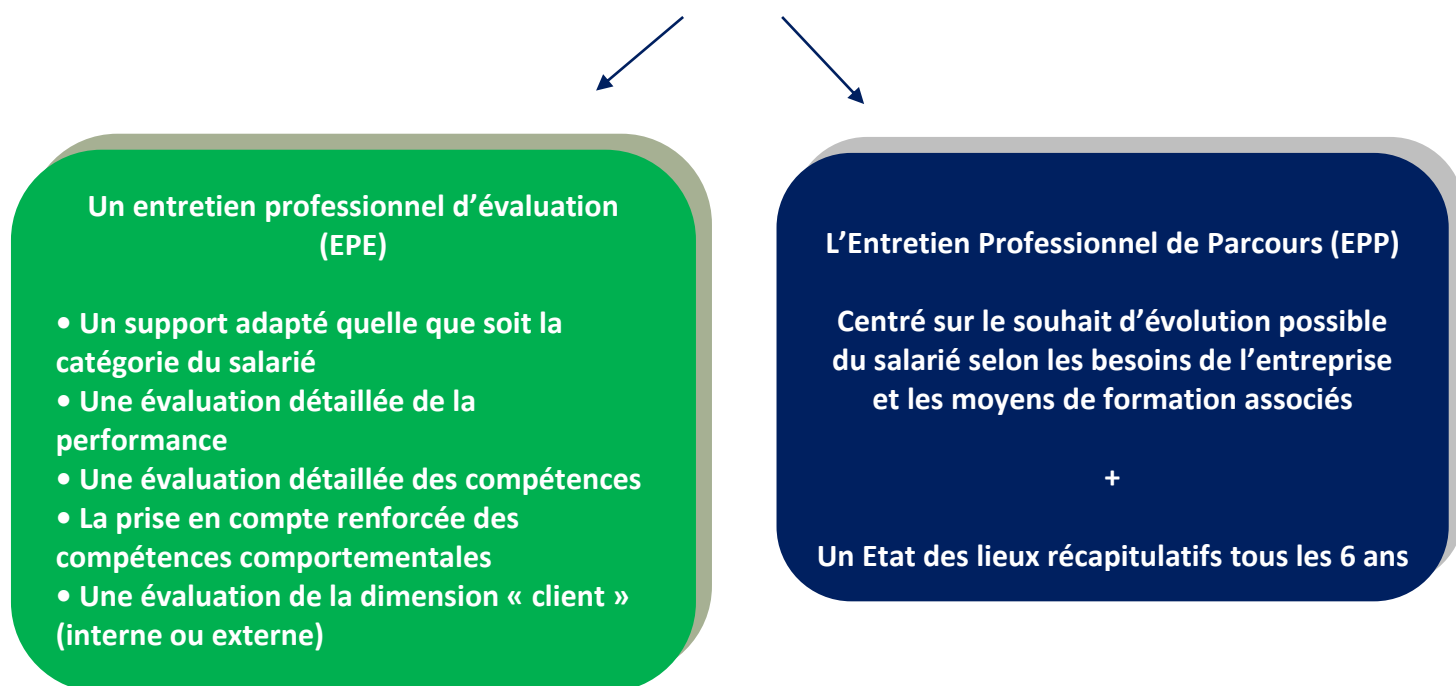 Un entretien professionnel d’évaluation
(EPE)
• Un support adapté quelle que soit la
catégorie du salarié
• Une évaluation détaillée de la
performance
• Une évaluation détaillée des compétences
• La prise en compte renforcée des
compétences comportementales
• Une évaluation de la dimension « client »
(interne ou externe)
L’Entretien Professionnel de Parcours (EPP)
Centré sur le souhait d’évolution possible
du salarié selon les besoins de l’entreprise
et les moyens de formation associés
+
Un Etat des lieux récapitulatifs tous les 6 ans